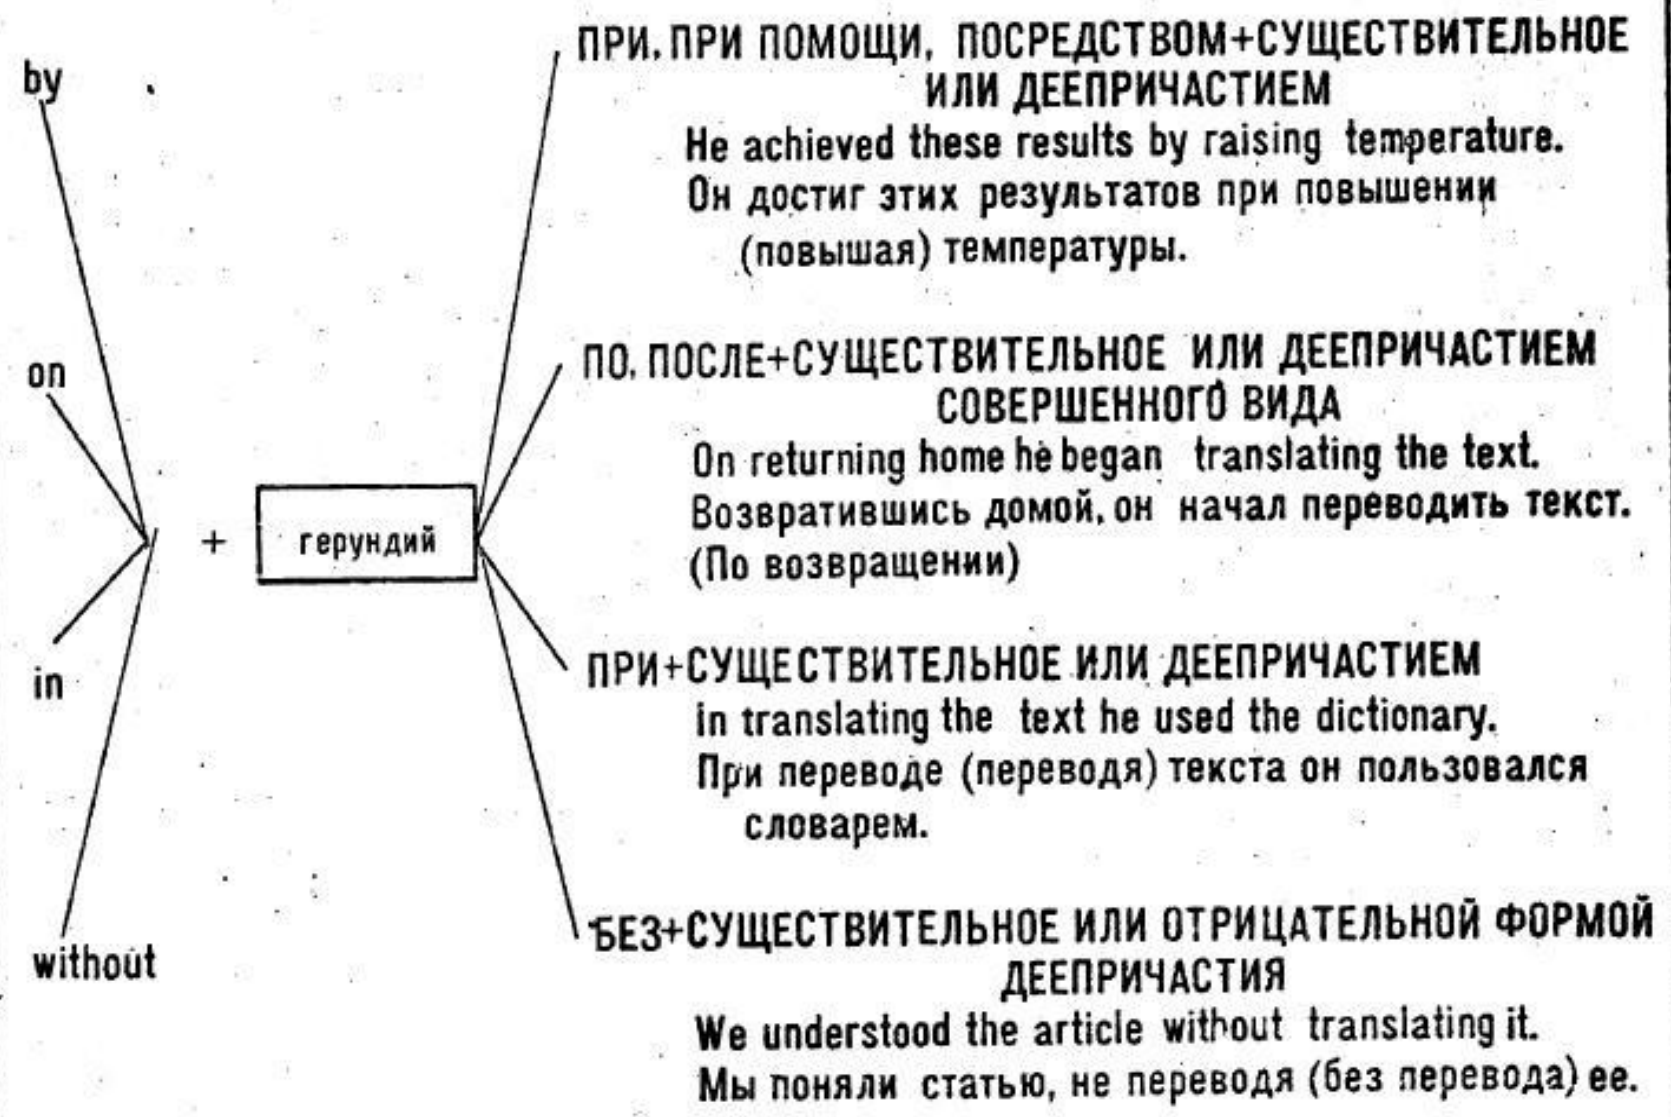 by
ПРИ, ПРИ ПОМОЩИ, ПОСРЕДСТВОМ+СУЩЕСТВИТЕЛЬНОЕ
ИЛИ ДЕЕПРИЧАСТИЕМ
He achieved these results by raising temperature.
Он достиг этих результатов при повышении
(повышая) температуры.
on
ПО, ПОСЛЕ+СУЩЕСТВИТЕЛЬНОЕ ИЛИ ДЕЕПРИЧАСТИЕМ
СОВЕРШЕННОГО ВИДА
On returning home he began translating the text.
Возвратившись домой, он начал переводить текст.
(По возвращении)
+ герундий
in
ПРИ+СУЩЕСТВИТЕЛЬНОЕ ИЛИ ДЕЕПРИЧАСТИЕМ
in translating the text he used the dictionary.
При переводе (переводя) текста он пользовался
словарем.
without
БЕЗ+СУЩЕСТВИТЕЛЬНОЕ ИЛИ ОТРИЦАТЕЛЬНОЙ ФОРМОЙ
ДЕЕПРИЧАСТИЯ
We understood the article without translating it.
Мы поняли статью, не переводя (без перевода) ее.